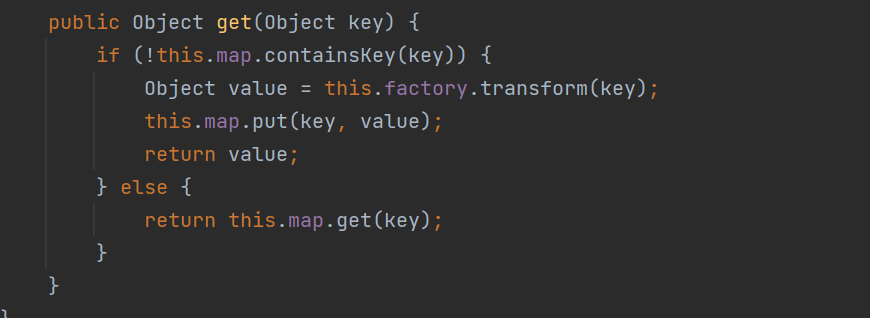 public Object get(Object key) {
if (!this.map.containsKey(key)) {
Object value = this.factory.transform(key);
this.map.put(key, value);
return value;
} else {
return this.map.get(key);
}
}
}